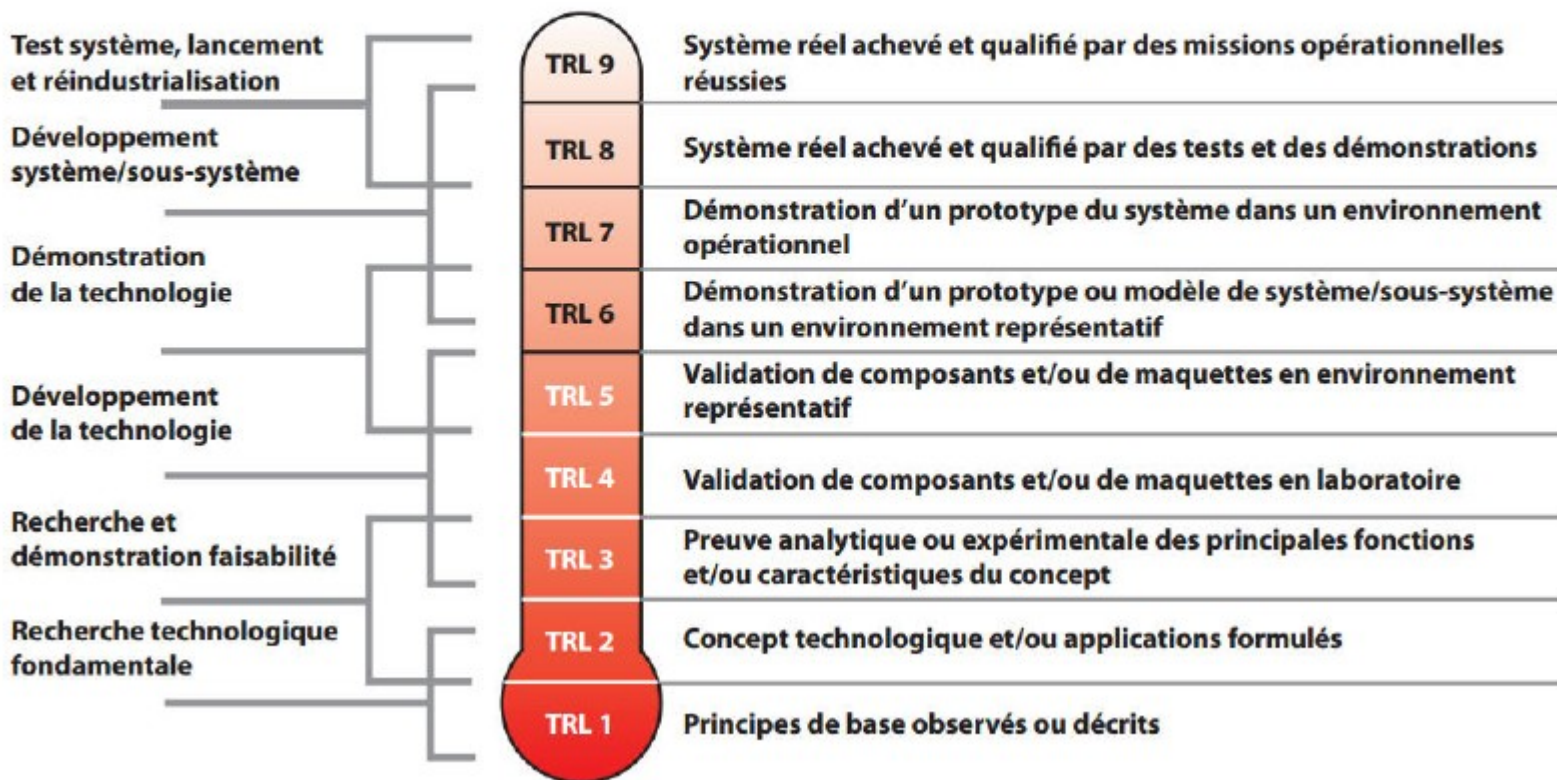 Test système, lancement
et réindustrialisation
Développement
système/sous-système
Démonstration
de la technologie
Développement
de la technologie
Recherche et
démonstration faisabilité
Recherche technologique
fondamentale
TRL 9
Système réel achevé et qualifié par des missions opérationnelles
réussies
TRL 8
Système réel achevé et qualifié par des tests et des démonstrations
TRL 7
Démonstration d’un prototype du système dans un environnement
opérationnel
TRL 6
Démonstration d’un prototype ou modèle de système/sous-système
dans un environnement représentatif
TRL 5
Validation de composants et/ou de maquettes en environnement
représentatif
TRL 4
Validation de composants et/ou de maquettes en laboratoire
TRL 3
Preuve analytique ou expérimentale des principales fonctions
et/ou caractéristiques du concept
TRL 2
Concept technologique et/ou applications formulés
TRL 1
Principes de base observés ou décrits